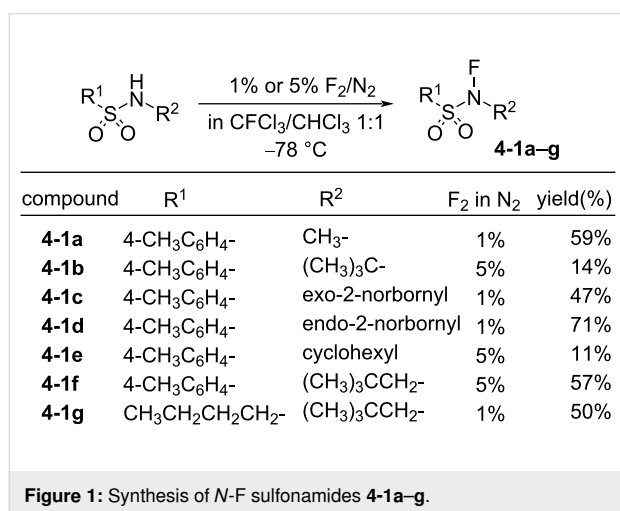 R¹ S O O N H R² 1% or 5% F₂/N₂ R¹ S O O N F R²
in CFCl₃/CHCl₃ 1:1
–78 °C 4-1a–g
compound R¹ R² F₂ in N₂ yield(%)
4-1a 4-CH₃C₆H₄- CH₃- 1% 59%
4-1b 4-CH₃C₆H₄- (CH₃)₃C- 5% 14%
4-1c 4-CH₃C₆H₄- exo-2-norbornyl 1% 47%
4-1d 4-CH₃C₆H₄- endo-2-norbornyl 1% 71%
4-1e 4-CH₃C₆H₄- cyclohexyl 5% 11%
4-1f 4-CH₃C₆H₄- (CH₃)₃CCH₂- 5% 57%
4-1g CH₃CH₂CH₂CH₂- (CH₃)₃CCH₂- 1% 50%
Figure 1: Synthesis of N-F sulfonamides 4-1a–g.